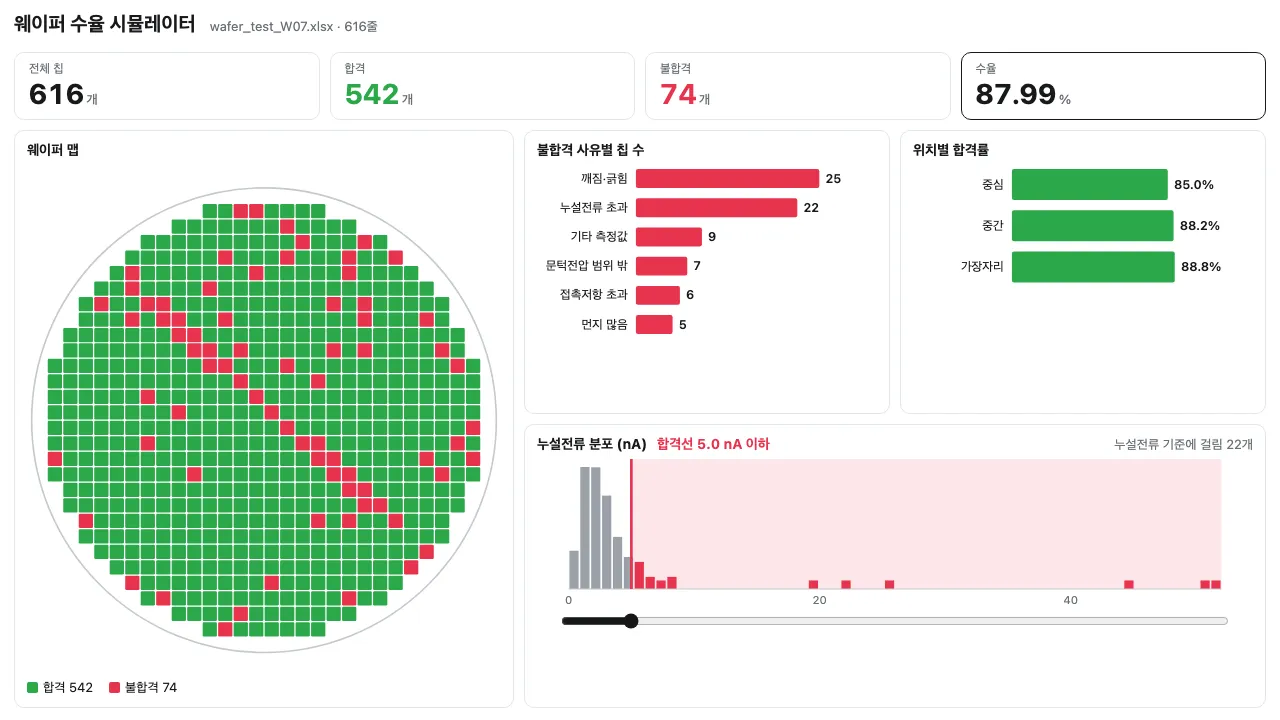 웨이퍼 수율 시뮬레이터 wafer_test_W07.xlsx · 616줄
전체 칩
616개
합격
542개
불합격
74개
수율
87.99%
웨이퍼 맵
합격 542 불합격 74
불합격 사유별 칩 수
깨짐·긁힘 25
누설전류 초과 22
기타 측정값 9
문턱전압 범위 밖 7
접촉저항 초과 6
먼지 많음 5
위치별 합격률
중심 85.0%
중간 88.2%
가장자리 88.8%
누설전류 분포 (nA) 합격선 5.0 nA 이하 누설전류 기준에 걸림 22개
0 20 40